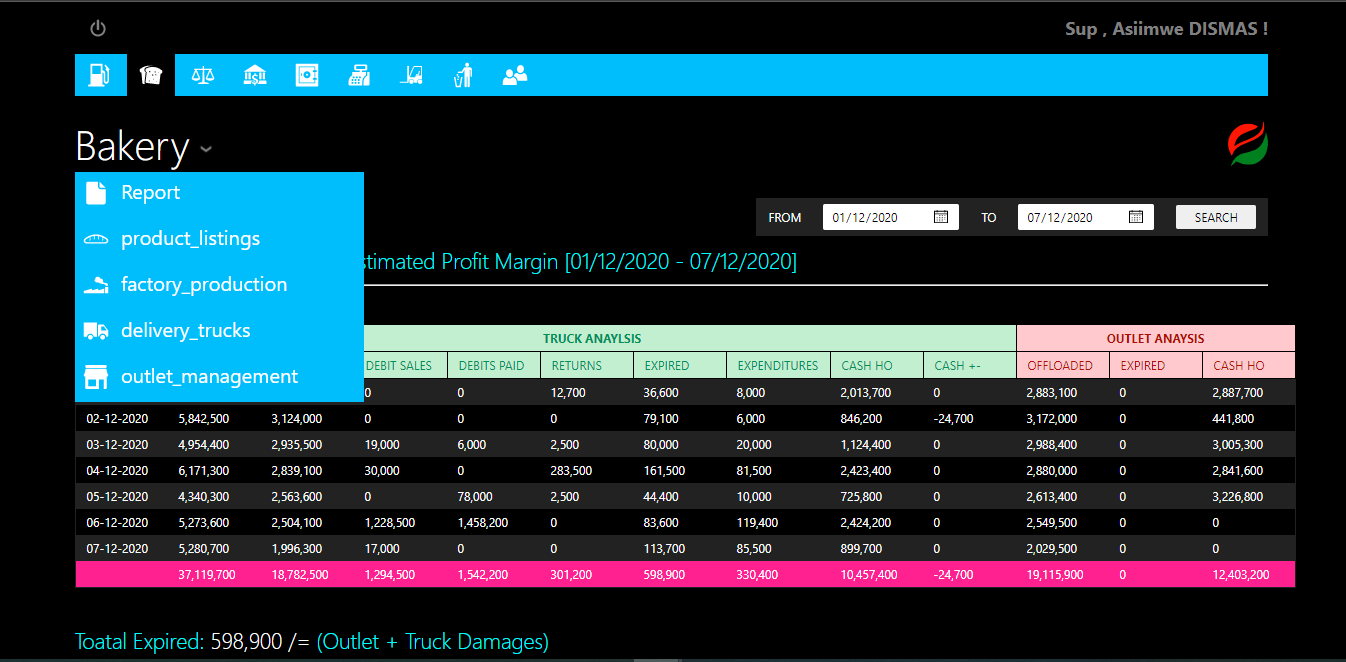 Sup , Asiimwe DISMAS !
Bakery
Report
product_listings
factory_production
delivery_trucks
outlet_management
FROM 01/12/2020 TO 07/12/2020 SEARCH
stimated Profit Margin [01/12/2020 - 07/12/2020]
TRUCK ANAYLSIS OUTLET ANAYSIS
DEBIT SALES DEBITS PAID RETURNS EXPIRED EXPENDITURES CASH HO CASH +- OFFLOADED EXPIRED CASH HO
0 0 12,700 36,600 8,000 2,013,700 0 2,883,100 0 2,887,700
02-12-2020 5,842,500 3,124,000 0 0 0 79,100 6,000 846,200 -24,700 3,172,000 0 441,800
03-12-2020 4,954,400 2,935,500 19,000 6,000 2,500 80,000 20,000 1,124,400 0 2,988,400 0 3,005,300
04-12-2020 6,171,300 2,839,100 30,000 0 283,500 161,500 81,500 2,423,400 0 2,880,000 0 2,841,600
05-12-2020 4,340,300 2,563,600 0 78,000 2,500 44,400 10,000 725,800 0 2,613,400 0 3,226,800
06-12-2020 5,273,600 2,504,100 1,228,500 1,458,200 0 83,600 119,400 2,424,200 0 2,549,500 0 0
07-12-2020 5,280,700 1,996,300 17,000 0 0 113,700 85,500 899,700 0 2,029,500 0 0
37,119,700 18,782,500 1,294,500 1,542,200 301,200 598,900 330,400 10,457,400 -24,700 19,115,900 0 12,403,200
Toatal Expired: 598,900 /= (Outlet + Truck Damages)